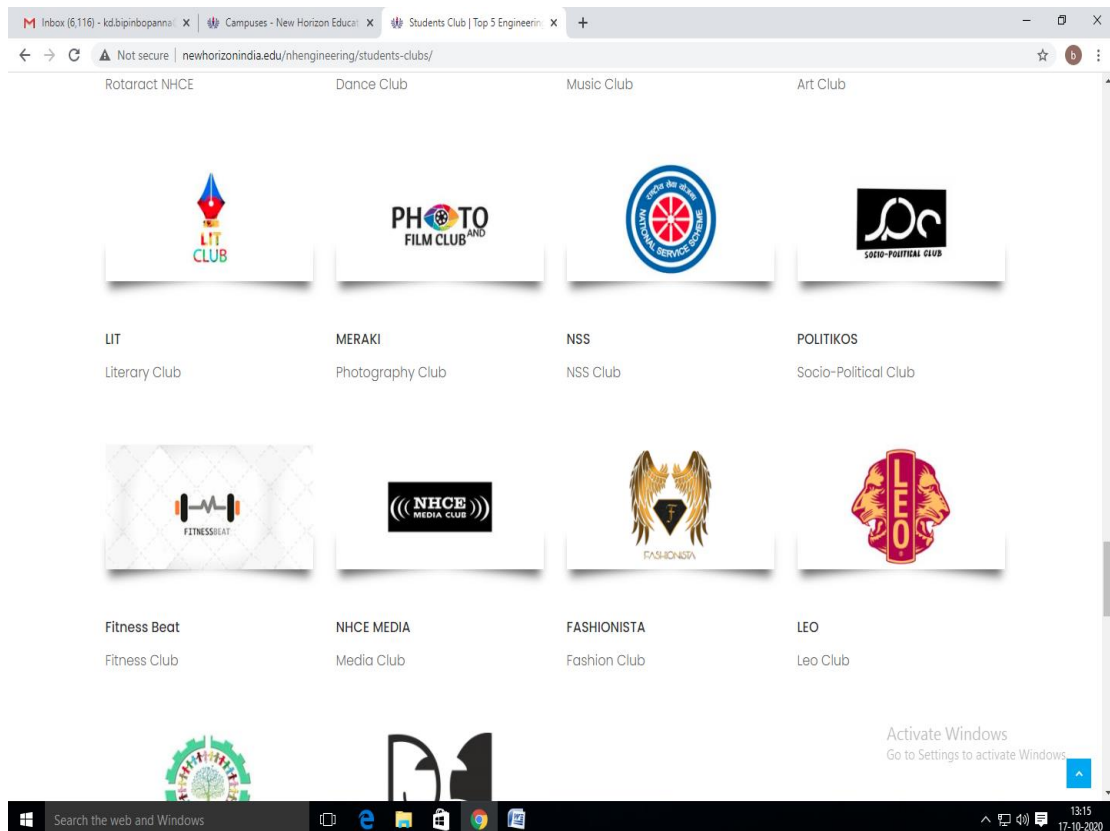 Inbox (6,116) - kd.bipinbopanna
Campuses - New Horizon Educat
Students Club | Top 5 Engineerin
Not secure | newhorizonindia.edu/nhengineering/students-clubs/
b
Rotaract NHCE
Dance Club
Music Club
Art Club
LIT
CLUB
PHOTO
AND
FILM CLUB
राष्ट्रीय सेवा योजना
NATIONAL SERVICE SCHEME
SOCIO-POLITICAL CLUB
LIT
MERAKI
NSS
POLITIKOS
Literary Club
Photography Club
NSS Club
Socio-Political Club
FITNESSBEAT
((( NHCE )))
MEDIA CLUB
F
FASHIONISTA
LEO
Fitness Beat
NHCE MEDIA
FASHIONISTA
LEO
Fitness Club
Media Club
Fashion Club
Leo Club
Activate Windows
Go to Settings to activate Windows.
Search the web and Windows
13:15
17-10-2020